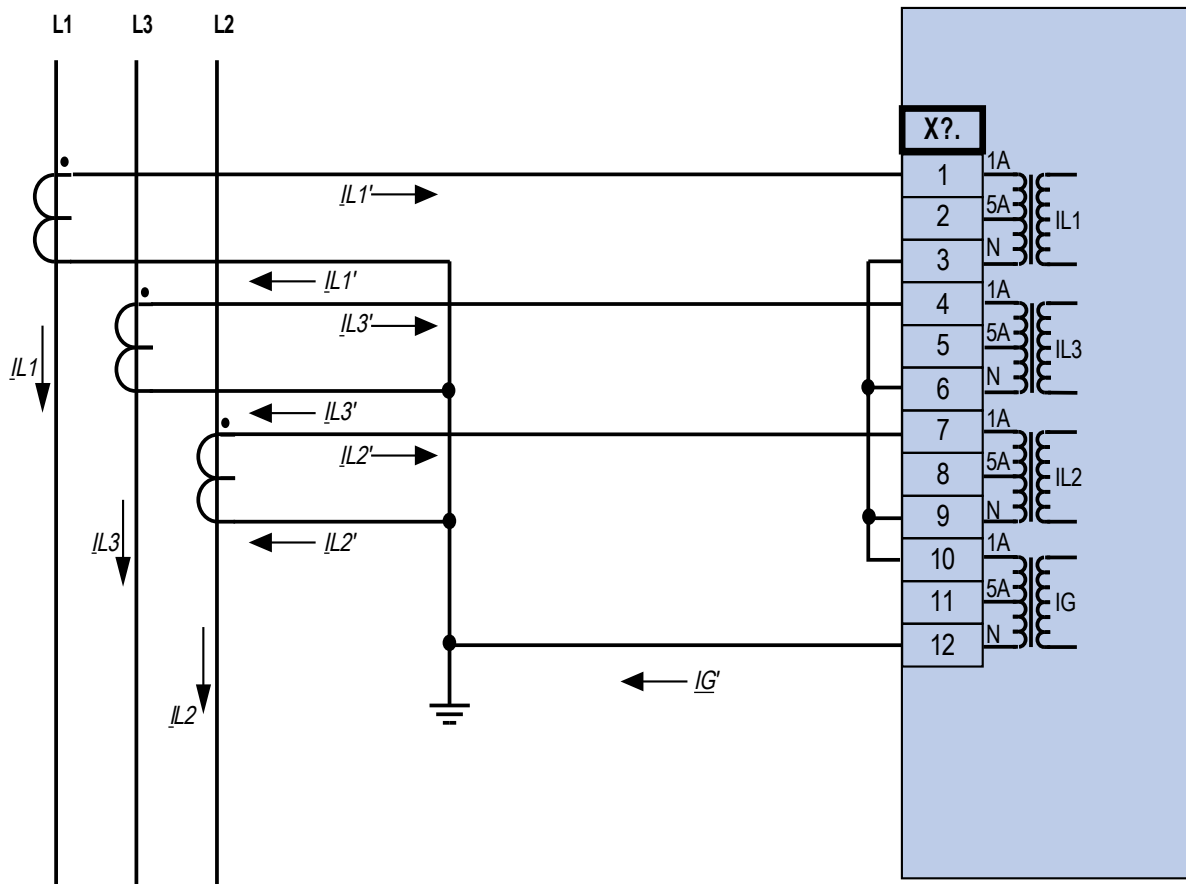 L1 L3 L2
X?.
1 1A
IL1'
2 5A IL1
3 N
IL1'
4 1A
IL3'
5 5A IL3
IL1
6 N
IL3'
7 1A
IL2'
8 5A IL2
9 N
IL2'
IL3
10 1A
11 5A IG
12 N
IG'
IL2